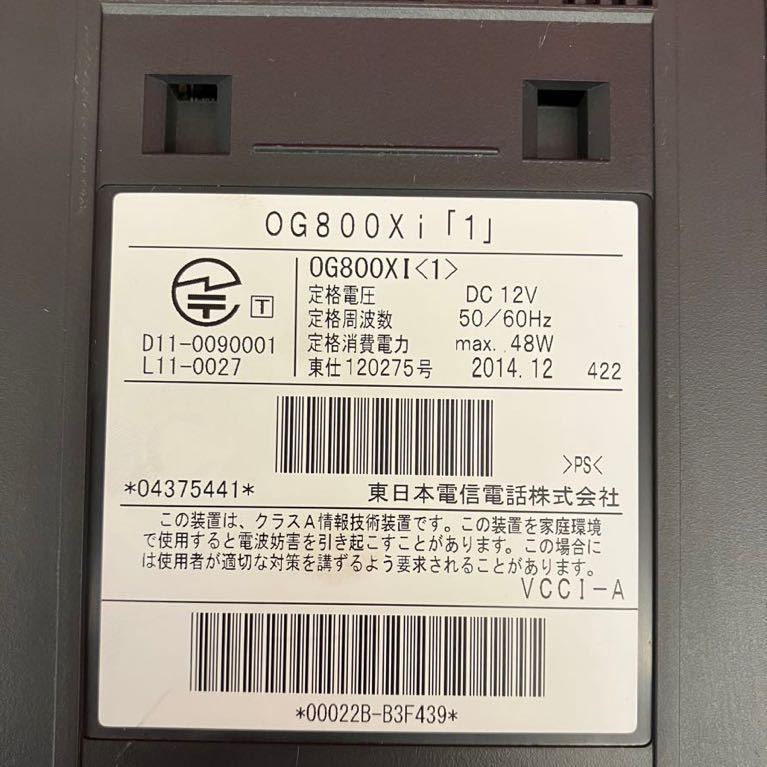 OG800Xi「1」
T
D11-0090001
L11-0027
OG800XI<1>
定格電圧 DC 12V
定格周波数 50/60Hz
定格消費電力 max. 48W
東仕120275号 2014.12 422
>PS<
*04375441* 東日本電信電話株式会社
この装置は、クラスA情報技術装置です。この装置を家庭環境
で使用すると電波妨害を引き起こすことがあります。この場合に
は使用者が適切な対策を講ずるよう要求されることがあります。
VCCI-A
*00022B-B3F439*